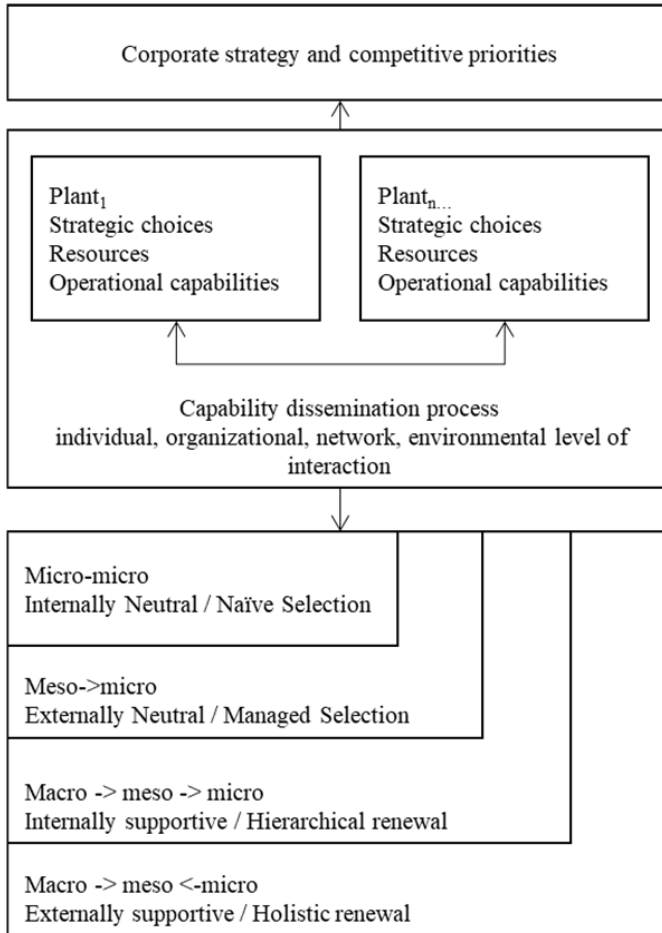 Corporate strategy and competitive priorities
Plant1
Strategic choices
Resources
Operational capabilities
Plantn...
Strategic choices
Resources
Operational capabilities
Capability dissemination process
individual, organizational, network, environmental level of
interaction
Micro-micro
Internally Neutral / Naïve Selection
Meso->micro
Externally Neutral / Managed Selection
Macro -> meso -> micro
Internally supportive / Hierarchical renewal
Macro -> meso <-micro
Externally supportive / Holistic renewal